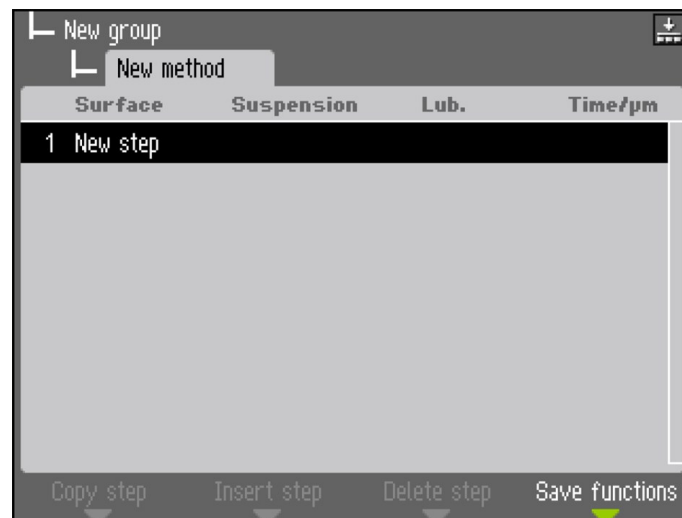 New group
New method
Surface Suspension Lub. Time/µm
1 New step
Copy step Insert step Delete step Save functions